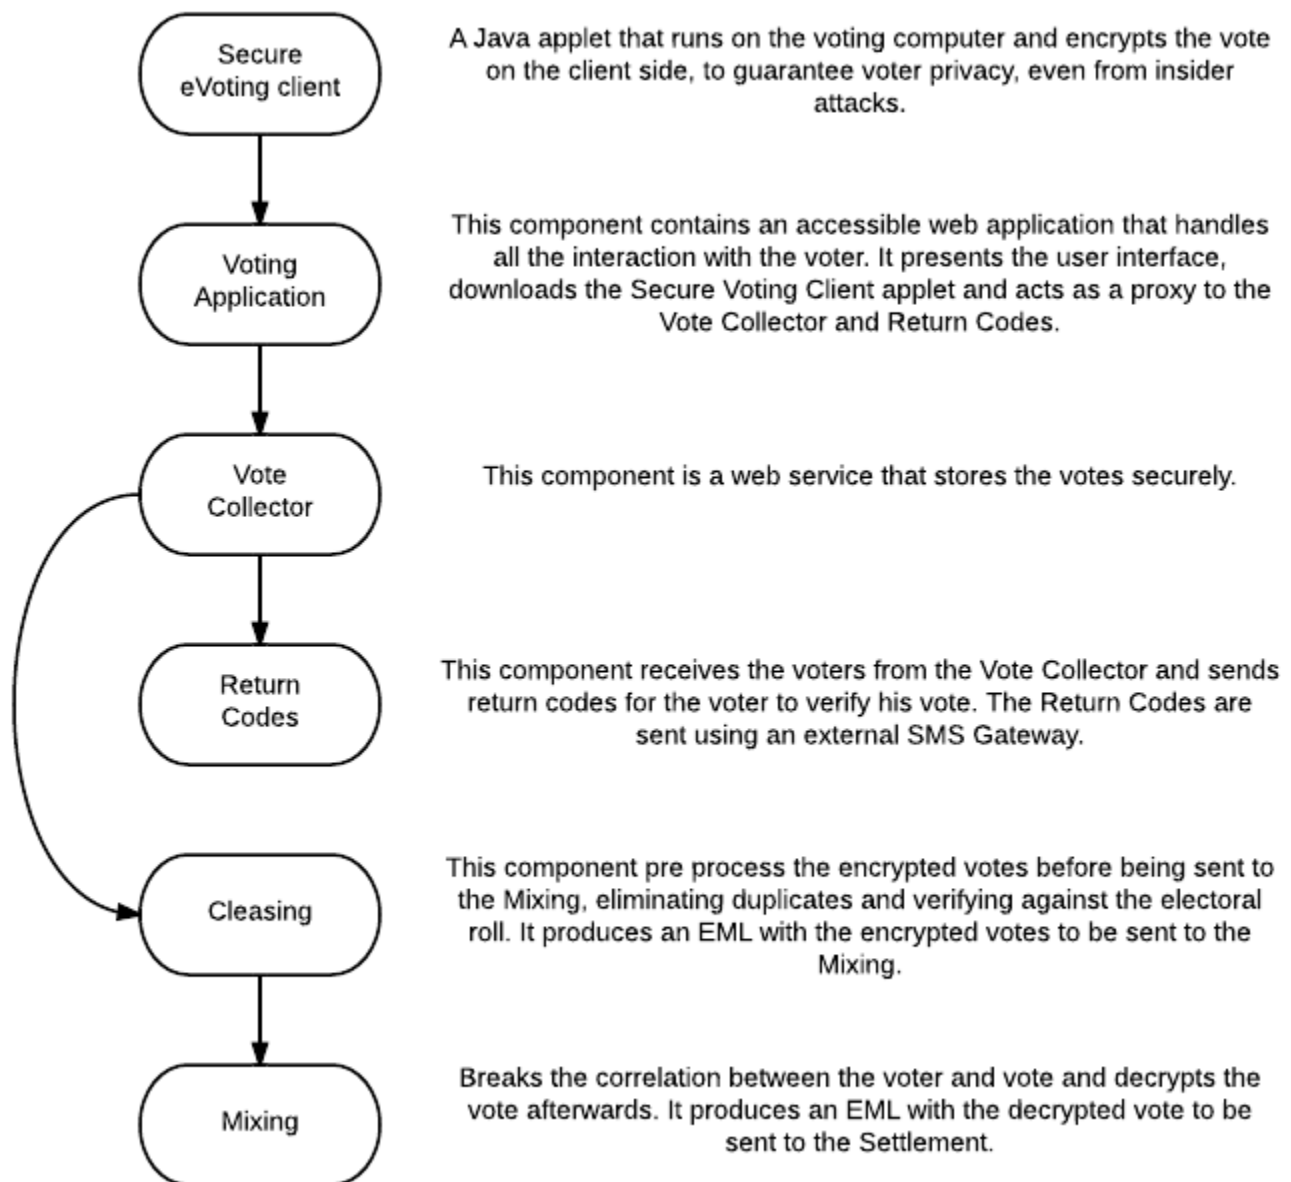 Secure
eVoting client
A Java applet that runs on the voting computer and encrypts the vote
on the client side, to guarantee voter privacy, even from insider
attacks.
Voting
Application
This component contains an accessible web application that handles
all the interaction with the voter. It presents the user interface,
downloads the Secure Voting Client applet and acts as a proxy to the
Vote Collector and Return Codes.
Vote
Collector
This component is a web service that stores the votes securely.
Return
Codes
This component receives the voters from the Vote Collector and sends
return codes for the voter to verify his vote. The Return Codes are
sent using an external SMS Gateway.
Cleasing
This component pre process the encrypted votes before being sent to
the Mixing, eliminating duplicates and verifying against the electoral
roll. It produces an EML with the encrypted votes to be sent to the
Mixing.
Mixing
Breaks the correlation between the voter and vote and decrypts the
vote afterwards. It produces an EML with the decrypted vote to be
sent to the Settlement.